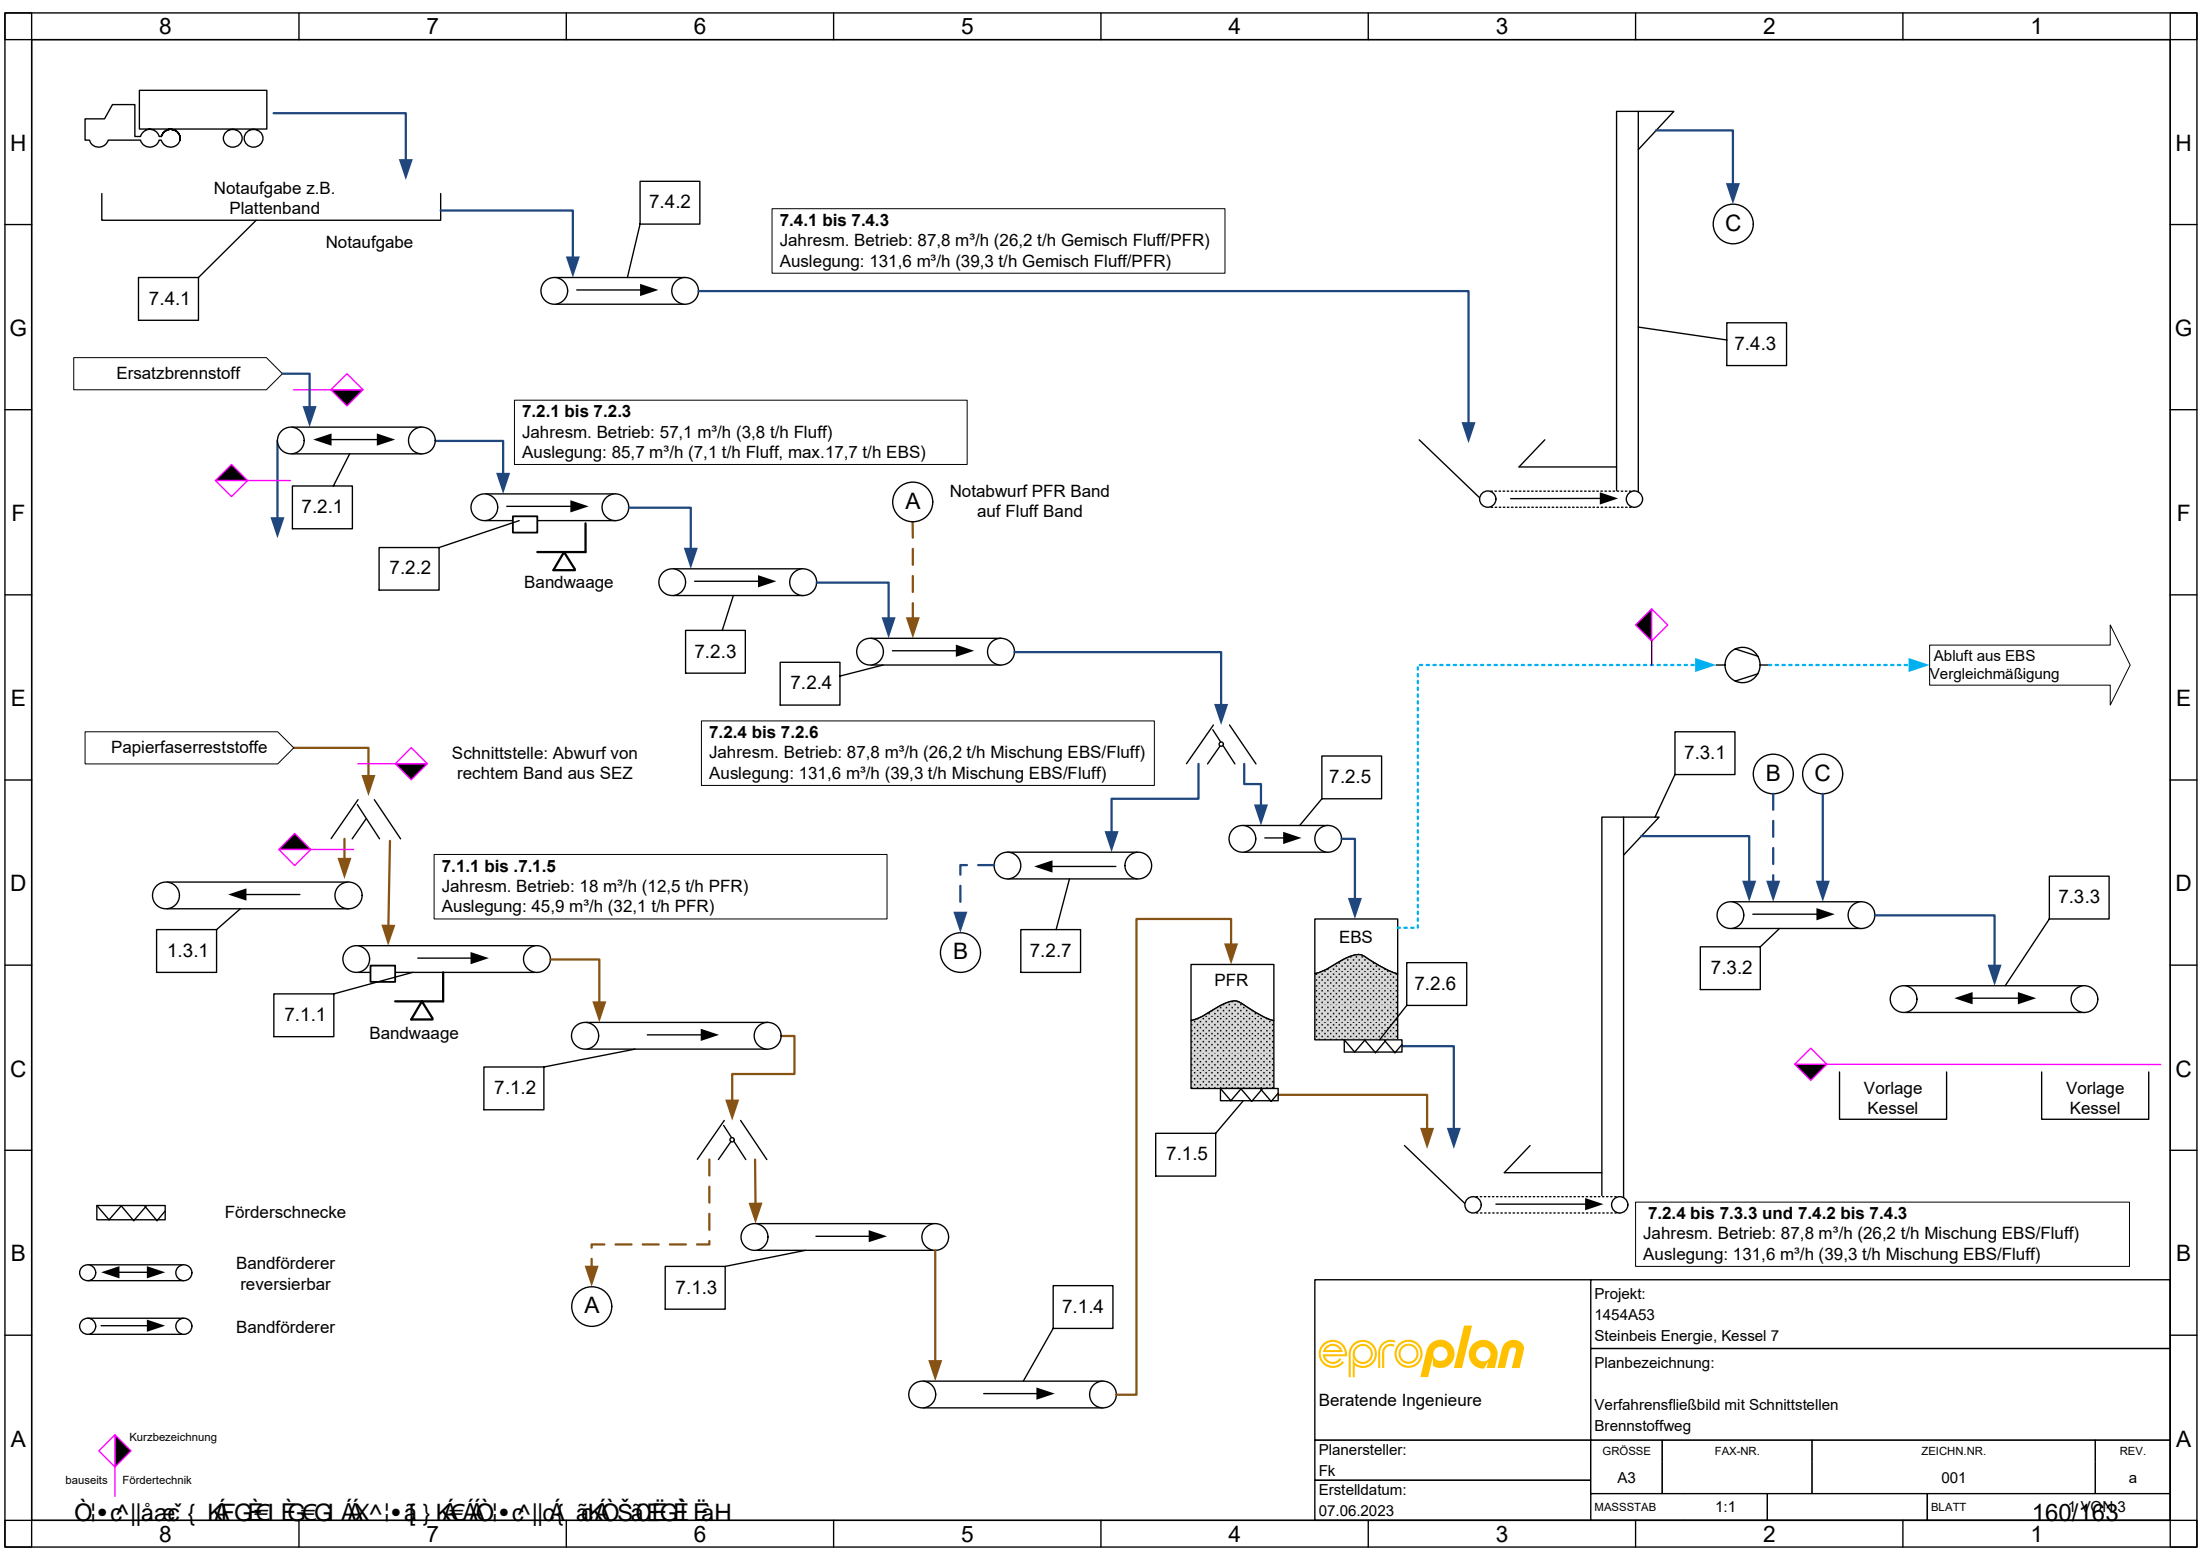 8 7 6 5 4 3 2 1
H H
Notaufgabe z.B.
Plattenband
Notaufgabe
7.4.1
7.4.2
7.4.1 bis 7.4.3
Jahresm. Betrieb: 87,8 m³/h (26,2 t/h Gemisch Fluff/PFR)
Auslegung: 131,6 m³/h (39,3 t/h Gemisch Fluff/PFR)
C
G G
7.4.3
Ersatzbrennstoff
7.2.1 bis 7.2.3
Jahresm. Betrieb: 57,1 m³/h (3,8 t/h Fluff)
Auslegung: 85,7 m³/h (7,1 t/h Fluff, max.17,7 t/h EBS)
7.2.1
F F
A
Notabwurf PFR Band
auf Fluff Band
7.2.2
Bandwaage
7.2.3
7.2.4
Abluft aus EBS
Vergleichmäßigung
E E
7.2.4 bis 7.2.6
Jahresm. Betrieb: 87,8 m³/h (26,2 t/h Mischung EBS/Fluff)
Auslegung: 131,6 m³/h (39,3 t/h Mischung EBS/Fluff)
Papierfaserreststoffe
Schnittstelle: Abwurf von
rechtem Band aus SEZ
7.2.5
7.3.1
B C
7.1.1 bis .7.1.5
Jahresm. Betrieb: 18 m³/h (12,5 t/h PFR)
Auslegung: 45,9 m³/h (32,1 t/h PFR)
D D
1.3.1
B
7.2.7
EBS
7.3.3
7.3.2
PFR
7.2.6
7.1.1
Bandwaage
7.1.2
C C
Vorlage
Kessel
Vorlage
Kessel
7.1.5
Förderschnecke
Bandförderer
reversierbar
Bandförderer
B B
A
7.1.3
7.1.4
7.2.4 bis 7.3.3 und 7.4.2 bis 7.4.3
Jahresm. Betrieb: 87,8 m³/h (26,2 t/h Mischung EBS/Fluff)
Auslegung: 131,6 m³/h (39,3 t/h Mischung EBS/Fluff)
eproplan
Beratende Ingenieure
Projekt:
1454A53
Steinbeis Energie, Kessel 7
Planbezeichnung:
Verfahrensfließbild mit Schnittstellen
Brennstoffweg
A A
Planersteller:
Fk
Erstelldatum:
07.06.2023
GRÖSSE
A3
FAX-NR.
ZEICHN.NR.
001
REV.
a
MASSSTAB 1:1
BLATT
160/163
Kurzbezeichnung
bauseits Fördertechnik
8 7 6 5 4 3 2 1